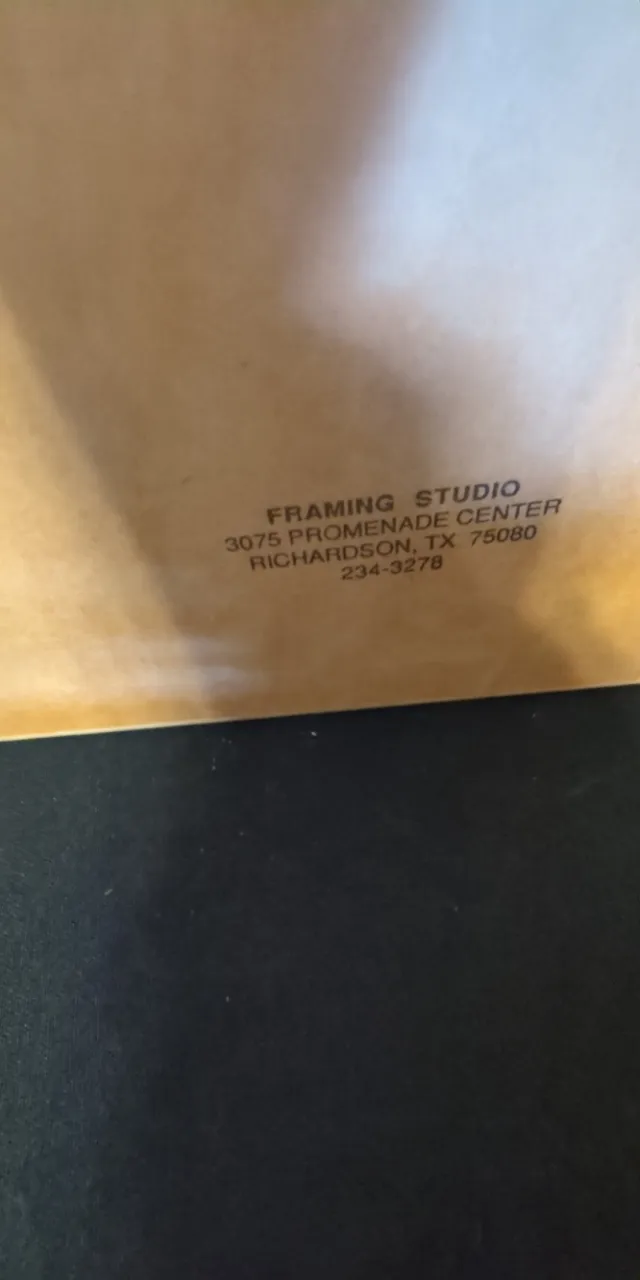 FRAMING STUDIO
3075 PROMENADE CENTER
RICHARDSON, TX 75080
234-3278